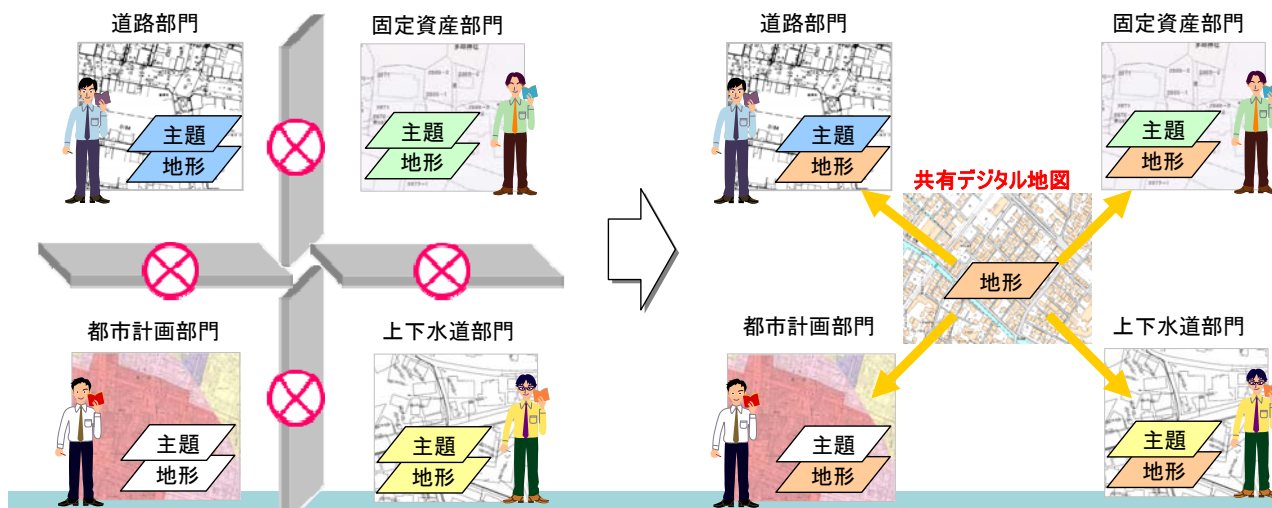 道路部門
主題
地形
固定資産部門
主題
地形
都市計画部門
主題
地形
上下水道部門
主題
地形
道路部門
主題
地形
固定資産部門
主題
地形
共有デジタル地図
地形
都市計画部門
主題
地形
上下水道部門
主題
地形